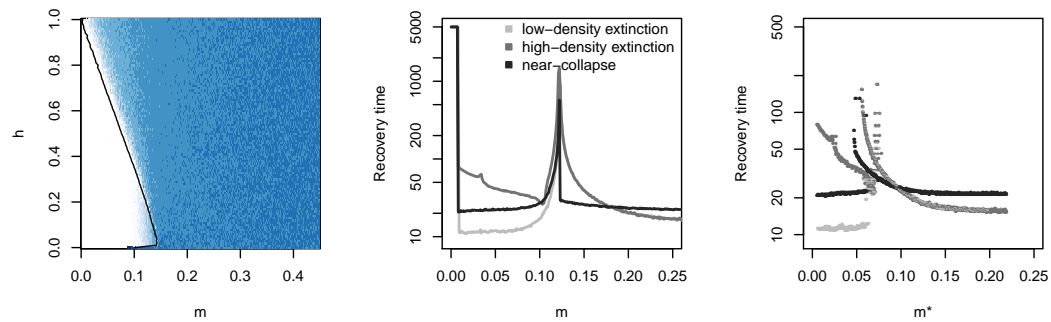 h
0.0 0.2 0.4 0.6 0.8 1.0
0.0 0.1 0.2 0.3 0.4
m
Recovery time
10 50 200 1000 5000
low−density extinction
high−density extinction
near−collapse
0.00 0.05 0.10 0.15 0.20 0.25
m
Recovery time
10 20 50 100 500
0.00 0.05 0.10 0.15 0.20 0.25
m*